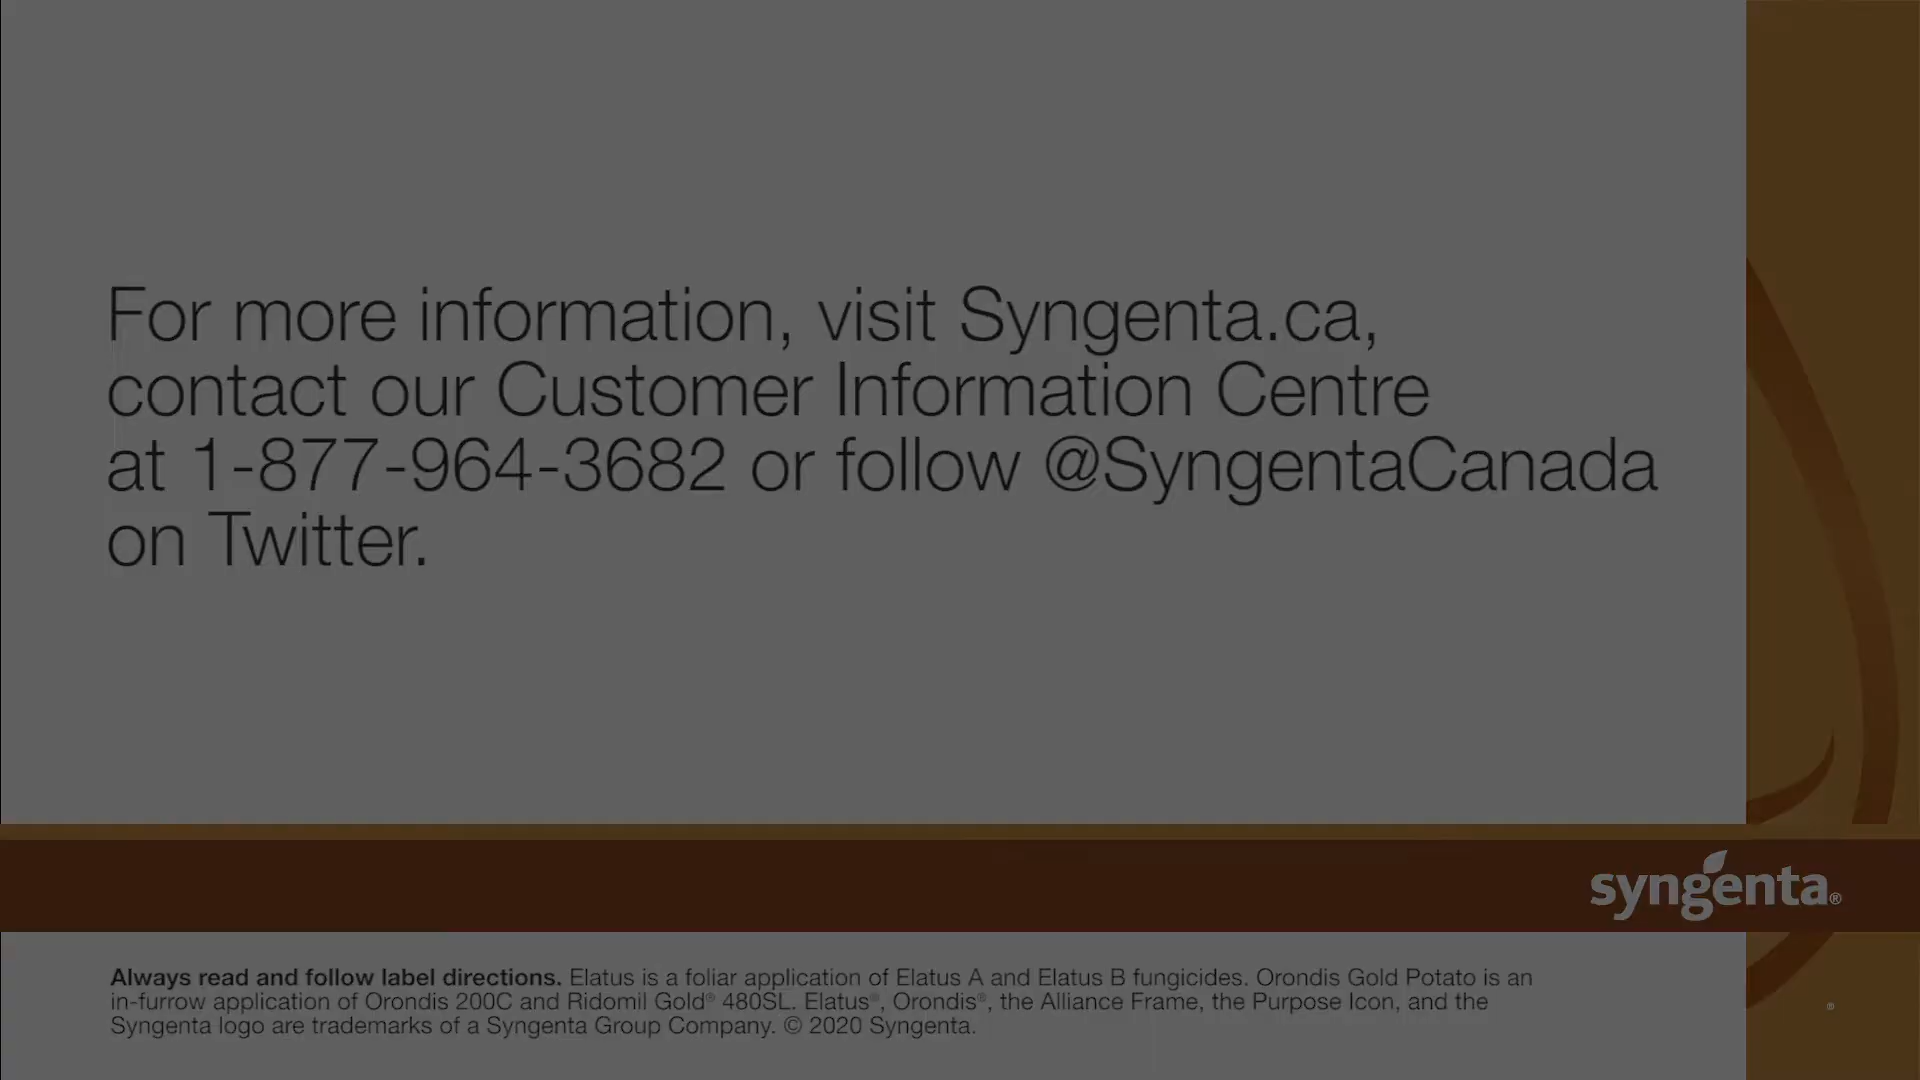 For more information, visit Syngenta.ca,
contact our Customer Information Centre
at 1-877-964-3682 or follow @SyngentaCanada
on Twitter.
syngenta®
Always read and follow label directions. Elatus is a foliar application of Elatus A and Elatus B fungicides. Orondis Gold Potato is an
in-furrow application of Orondis 200C and Ridomil Gold® 480SL. Elatus®, Orondis®, the Alliance Frame, the Purpose Icon, and the
Syngenta logo are trademarks of a Syngenta Group Company. © 2020 Syngenta.
®